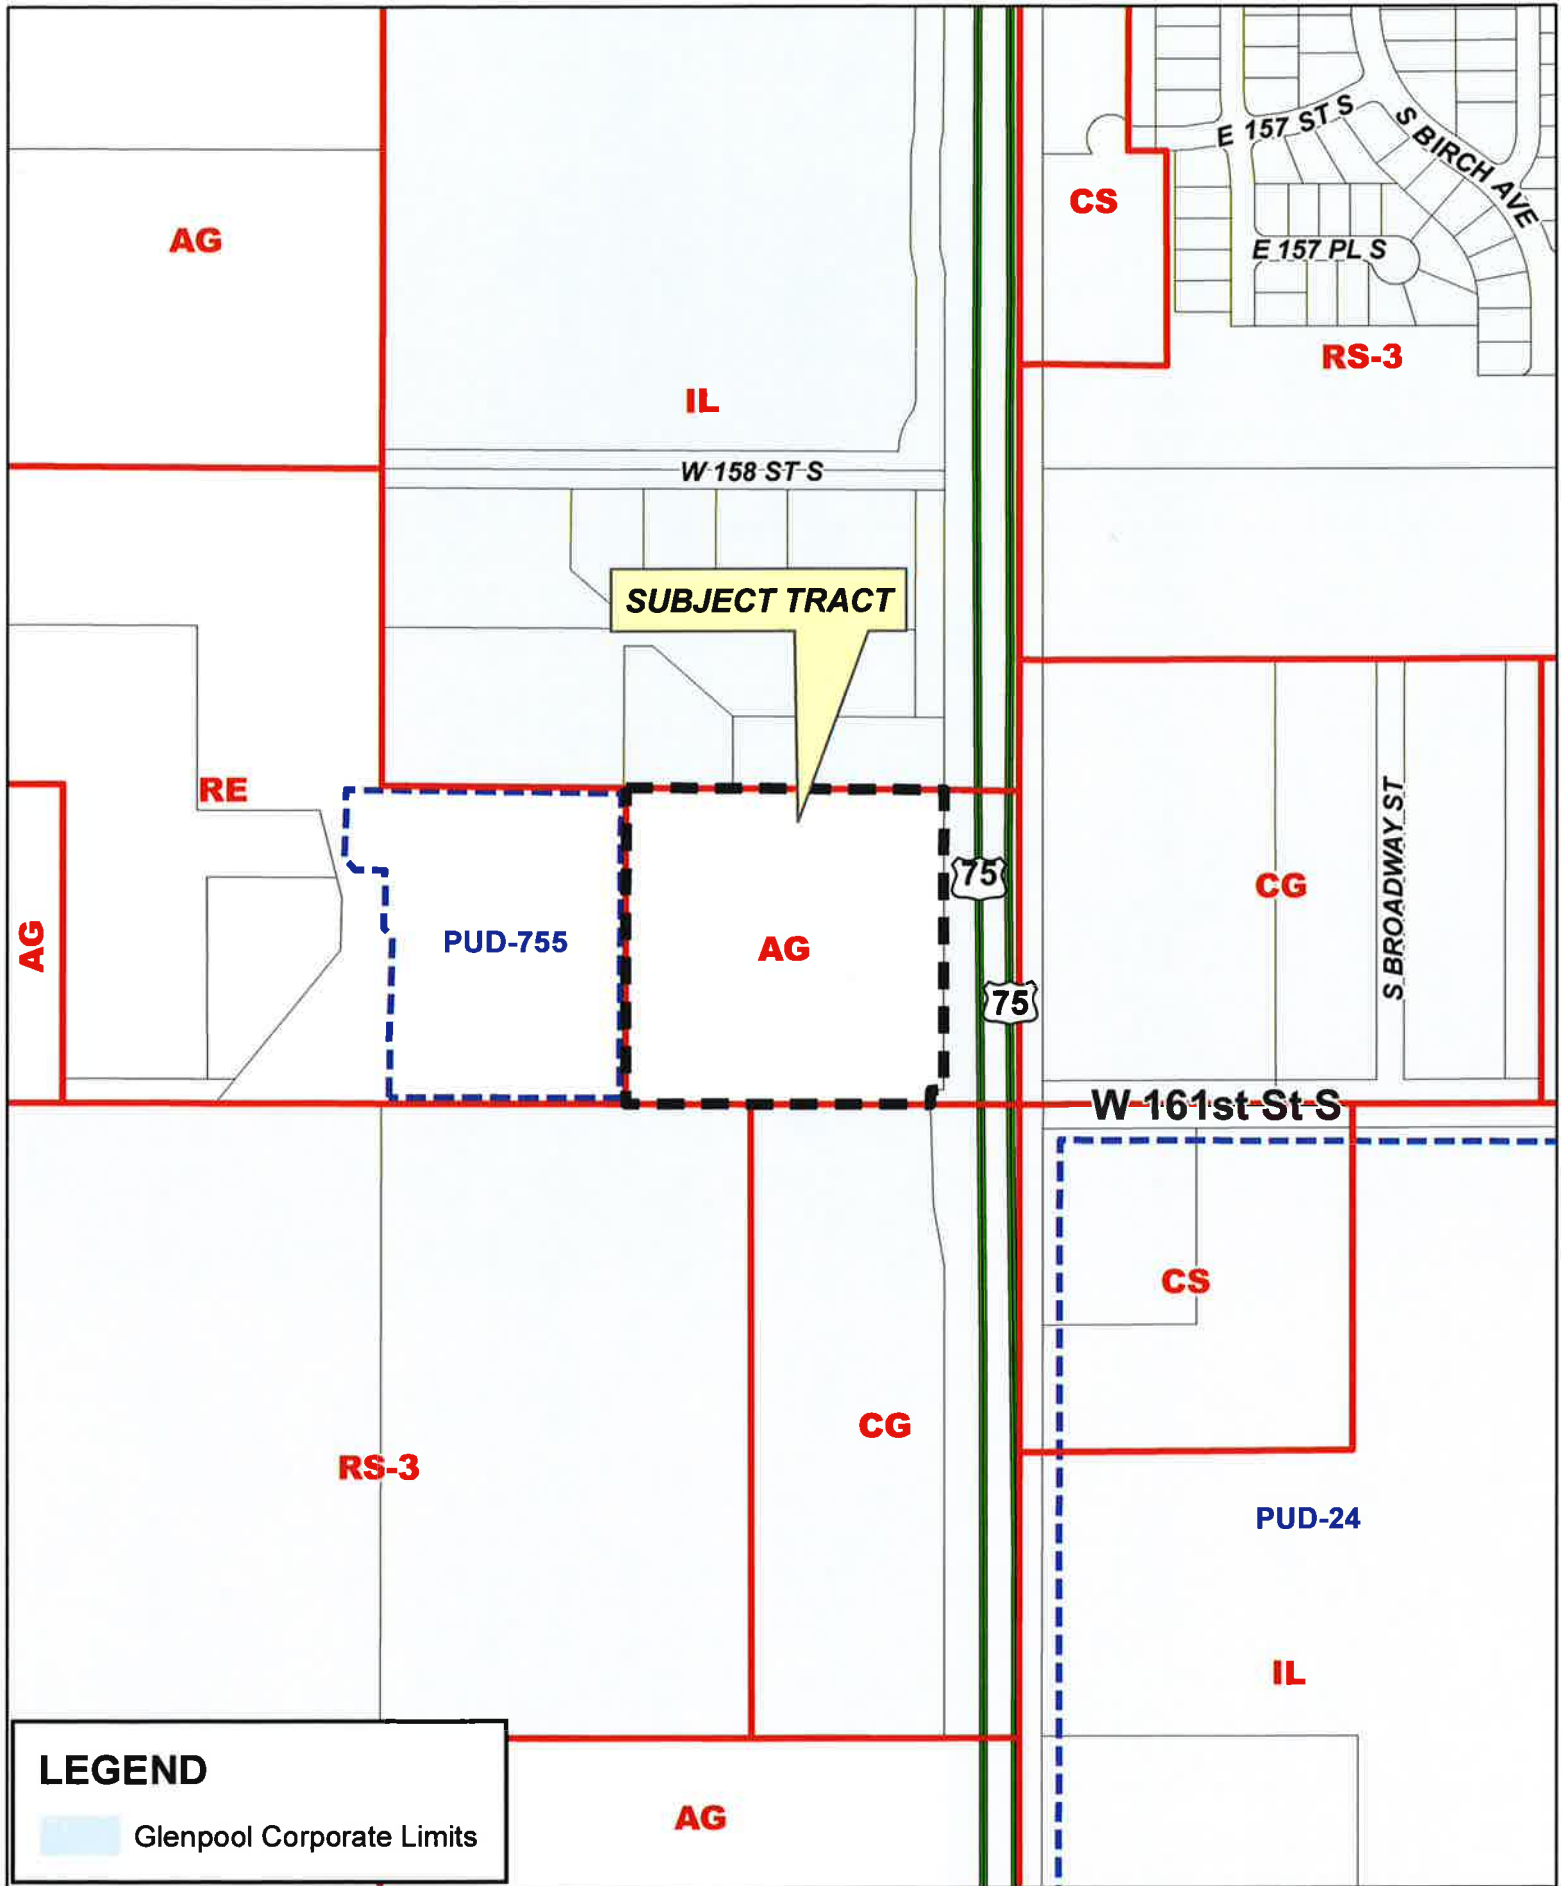 E 157 ST S
S BIRCH AVE
CS
AG
E 157 PL S
RS-3
IL
W 158 ST S
SUBJECT TRACT
RE
75
CG
S BROADWAY ST
AG
PUD-755
AG
75
W 161st St S
CS
CG
RS-3
PUD-24
IL
LEGEND
Glenpool Corporate Limits
AG